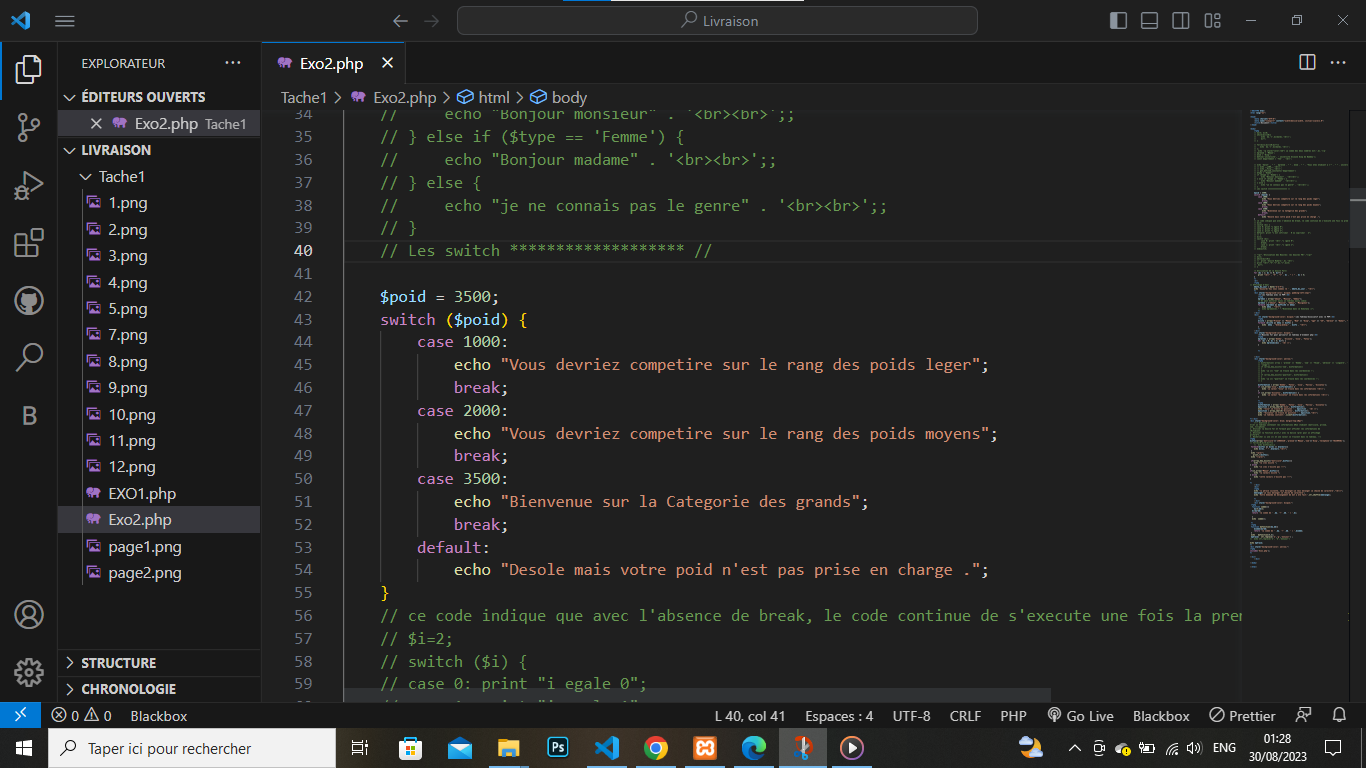 Livraison
EXPLORATEUR
ÉDITEURS OUVERTS
Exo2.php Tache1
LIVRAISON
Tache1
1.png
2.png
3.png
4.png
5.png
7.png
8.png
9.png
10.png
11.png
12.png
EXO1.php
Exo2.php
page1.png
page2.png
STRUCTURE
CHRONOLOGIE
Exo2.php
Tache1 > Exo2.php > html > body
34 // echo "Bonjour monsieur" . '<br><br>';;
35 // } else if ($type == 'Femme') {
36 // echo "Bonjour madame" . '<br><br>';;
37 // } else {
38 // echo "je ne connais pas le genre" . '<br><br>';;
39 // }
40 // Les switch ******************* //
41
42 $poid = 3500;
43 switch ($poid) {
44 case 1000:
45 echo "Vous devriez competire sur le rang des poids leger";
46 break;
47 case 2000:
48 echo "Vous devriez competire sur le rang des poids moyens";
49 break;
50 case 3500:
51 echo "Bienvenue sur la Categorie des grands";
52 break;
53 default:
54 echo "Desole mais votre poid n'est pas prise en charge .";
55 }
56 // ce code indique que avec l'absence de break, le code continue de s'execute une fois la prem
57 // $i=2;
58 // switch ($i) {
59 // case 0: print "i egale 0";
0 0 Blackbox
L 40, col 41 Espaces : 4 UTF-8 CRLF PHP Go Live Blackbox Prettier
Taper ici pour rechercher
Ps
ENG
01:28
30/08/2023